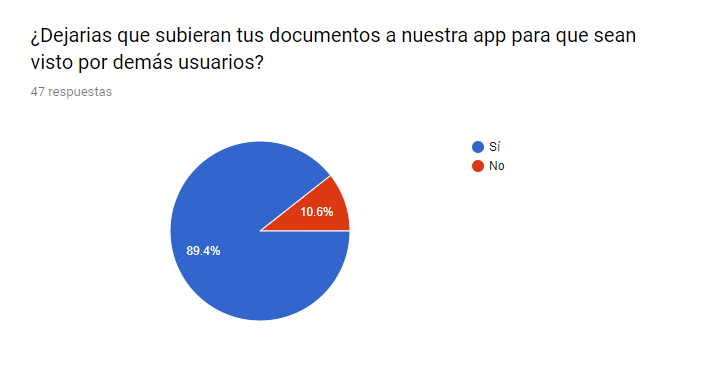 ¿Dejarias que subieran tus documentos a nuestra app para que sean
visto por demás usuarios?
47 respuestas
Sí
No
10.6%
89.4%